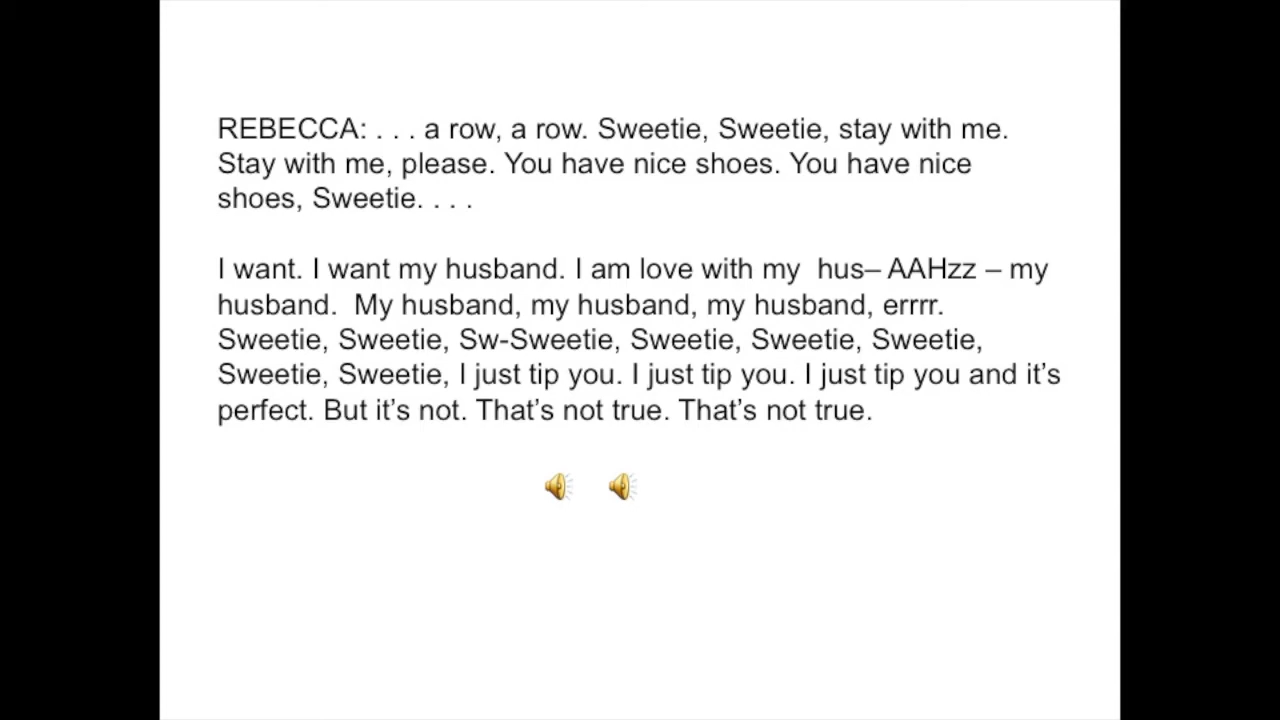 REBECCA: . . . a row, a row. Sweetie, Sweetie, stay with me.
Stay with me, please. You have nice shoes. You have nice
shoes, Sweetie. . . .
I want. I want my husband. I am love with my  hus– AAHzz – my
husband.  My husband, my husband, my husband, errrr.
Sweetie, Sweetie, Sw-Sweetie, Sweetie, Sweetie, Sweetie,
Sweetie, Sweetie, I just tip you. I just tip you. I just tip you and it’s
perfect. But it’s not. That’s not true. That’s not true.